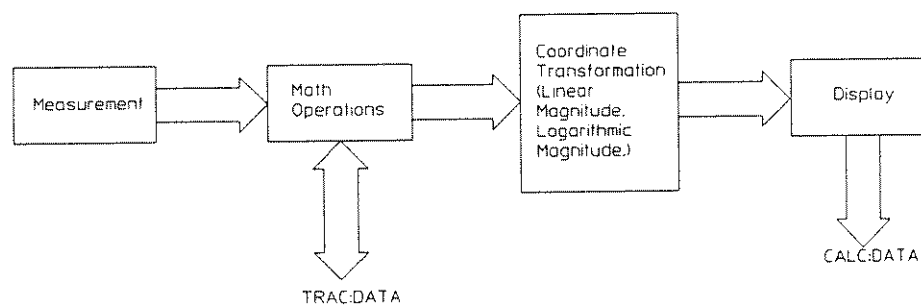 Measurement
Math
Operations
Coordinate
Transformation
(Linear
Magnitude.
Logarithmic
Magnitude.)
Display
TRAC:DATA
CALC:DATA